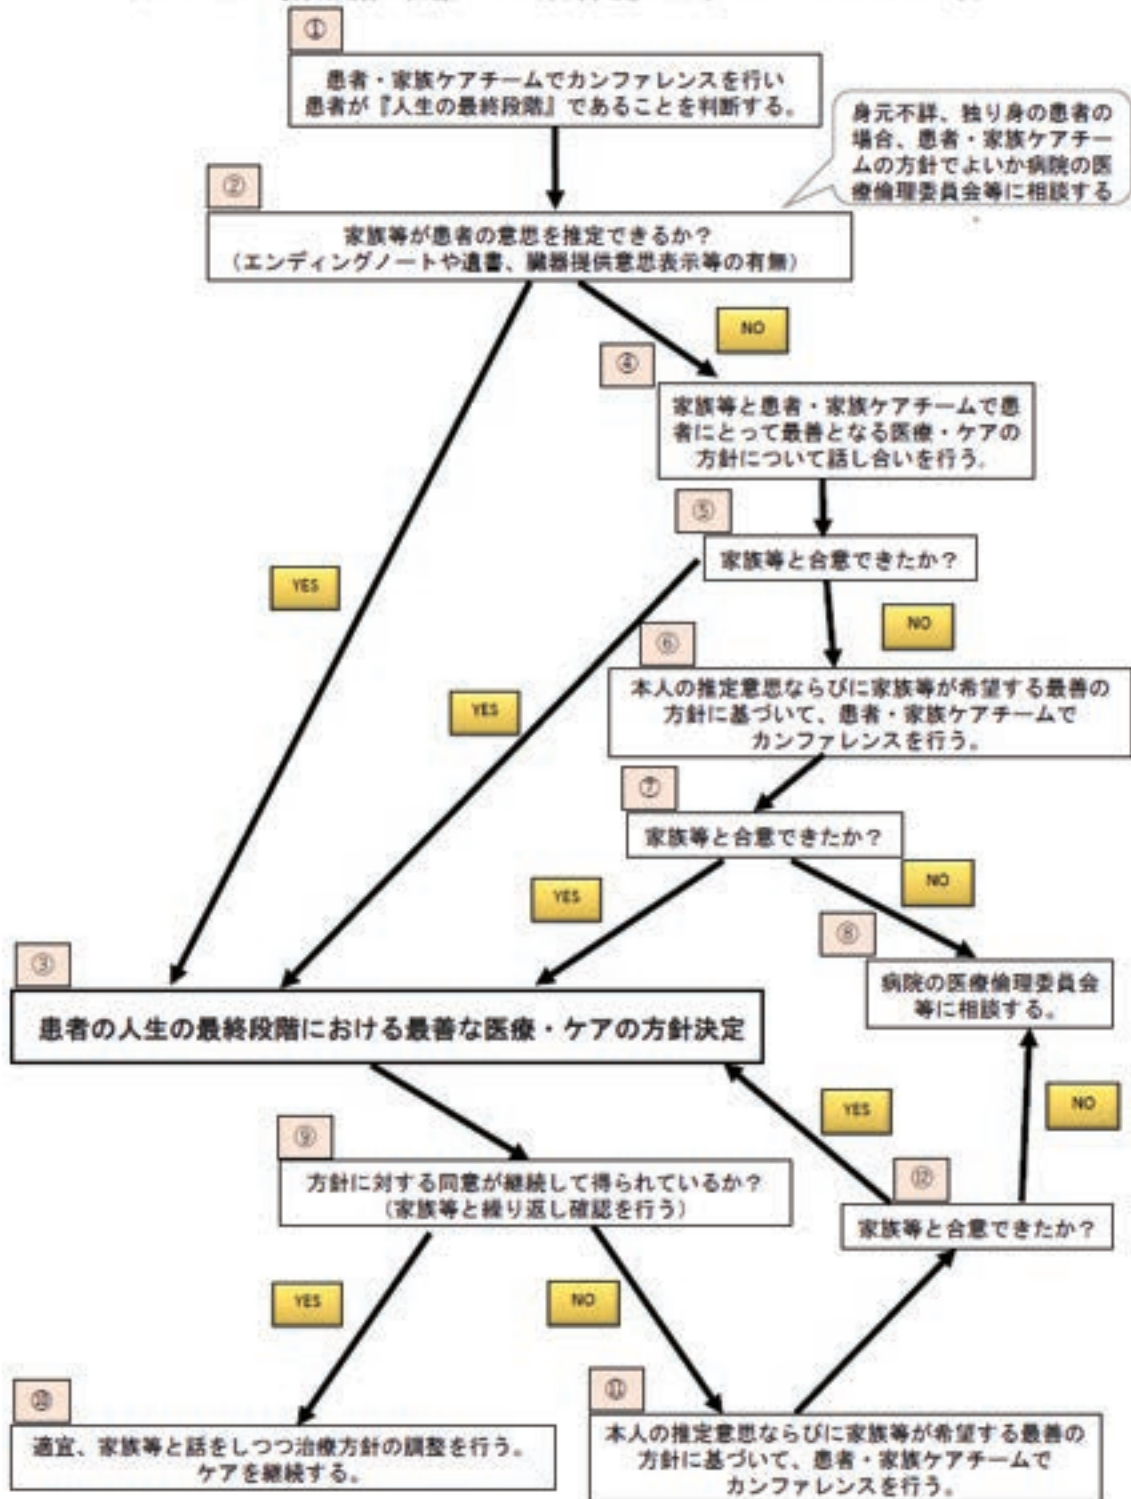 ①
患者・家族ケアチームでカンファレンスを行い
患者が『人生の最終段階』であることを判断する。
身元不詳、独り身の患者の
場合、患者・家族ケアチー
ムの方針でよいか病院の医
療倫理委員会等に相談する
。
②
家族等が患者の意思を推定できるか？
（エンディングノートや遺書、臓器提供意思表示等の有無）
NO
④
家族等と患者・家族ケアチームで患
者にとって最善となる医療・ケアの
方針について話し合いを行う。
⑤
家族等と合意できたか？
YES
NO
⑥
本人の推定意思ならびに家族等が希望する最善の
方針に基づいて、患者・家族ケアチームで
カンファレンスを行う。
YES
⑦
家族等と合意できたか？
YES
NO
⑧
病院の医療倫理委員会
等に相談する。
③
患者の人生の最終段階における最善な医療・ケアの方針決定
YES
NO
⑨
方針に対する同意が継続して得られているか？
（家族等と繰り返し確認を行う）
⑫
家族等と合意できたか？
YES
NO
⑩
適宜、家族等と話をしつつ治療方針の調整を行う。
ケアを継続する。
⑪
本人の推定意思ならびに家族等が希望する最善の
方針に基づいて、患者・家族ケアチームで
カンファレンスを行う。